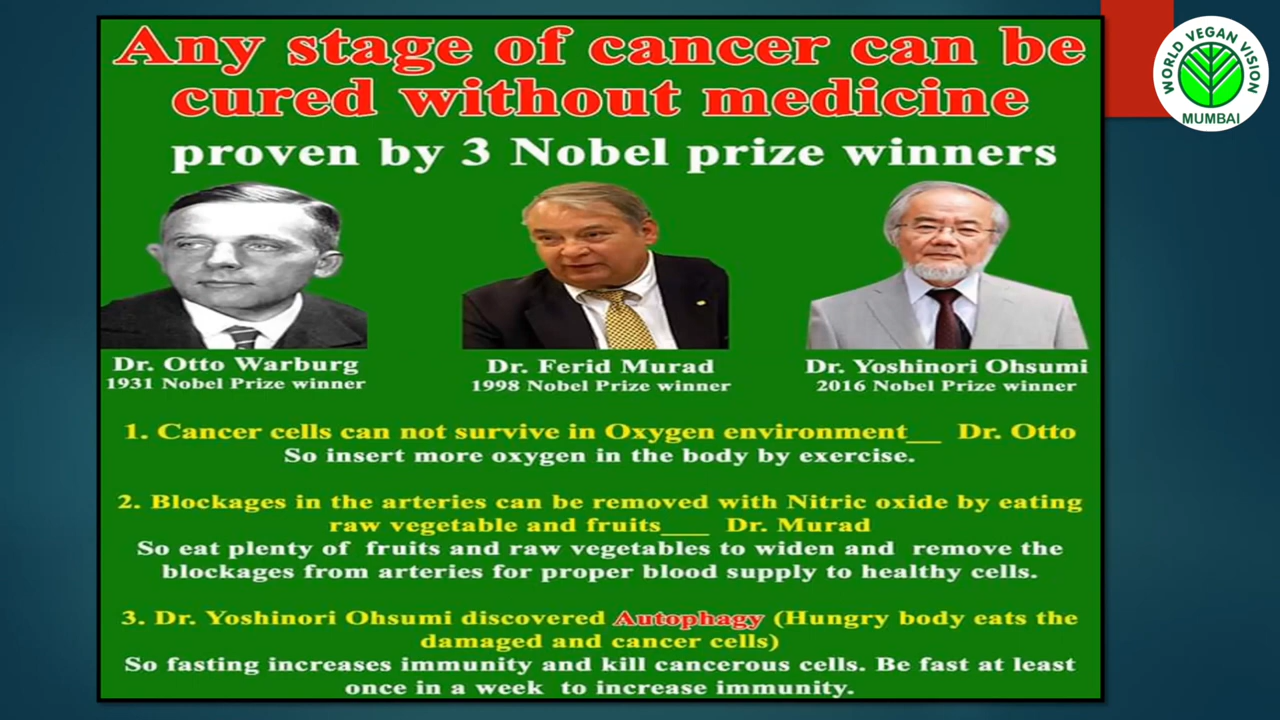 Any stage of cancer can be
cured without medicine
proven by 3 Nobel prize winners
Dr. Otto Warburg
1931 Nobel Prize winner
Dr. Ferid Murad
1998 Nobel Prize winner
Dr. Yoshinori Ohsumi
2016 Nobel Prize winner
1. Cancer cells can not survive in Oxygen environment__ Dr. Otto
So insert more oxygen in the body by exercise.
2. Blockages in the arteries can be removed with Nitric oxide by eating
raw vegetable and fruits___ Dr. Murad
So eat plenty of fruits and raw vegetables to widen and remove the
blockages from arteries for proper blood supply to healthy cells.
3. Dr. Yoshinori Ohsumi discovered Autophagy (Hungry body eats the
damaged and cancer cells)
So fasting increases immunity and kill cancerous cells. Be fast at least
once in a week to increase immunity.
WORLD VEGAN VISION
MUMBAI